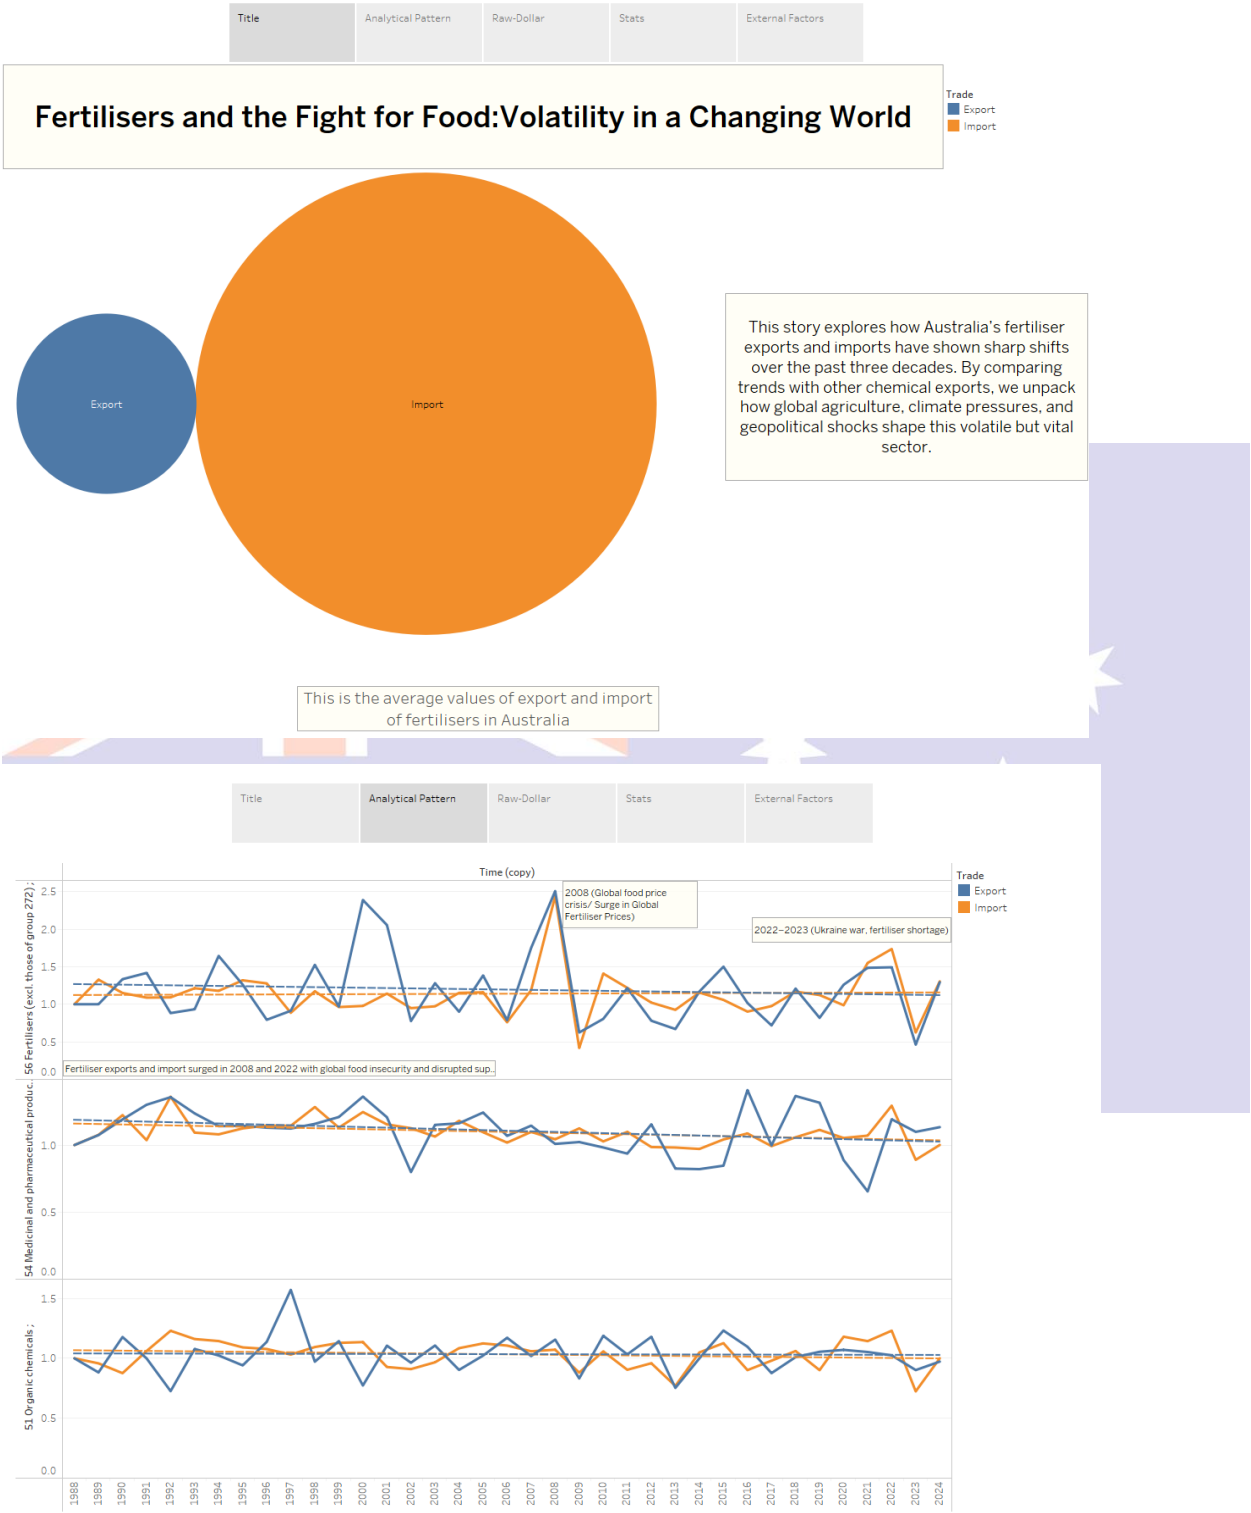 Title
Analytical Pattern
Raw-Dollar
Stats
External Factors
Fertilisers and the Fight for Food:Volatility in a Changing World
Trade
Export
Import
Export
Import
This story explores how Australia's fertiliser
exports and imports have shown sharp shifts
over the past three decades. By comparing
trends with other chemical exports, we unpack
how global agriculture, climate pressures, and
geopolitical shocks shape this volatile but vital
sector.
This is the average values of export and import
of fertilisers in Australia
Title
Analytical Pattern
Raw-Dollar
Stats
External Factors
Time (copy)
Trade
Export
Import
56 Fertilisers (excl. those of group 272) ;
2.5
2.0
1.5
1.0
0.5
0.0
2008 (Global food price
crisis/ Surge in Global
Fertiliser Prices)
2022–2023 (Ukraine war, fertiliser shortage)
Fertiliser exports and import surged in 2008 and 2022 with global food insecurity and disrupted sup..
54 Medicinal and pharmaceutical produc..
1.0
0.5
0.0
51 Organic chemicals ;
1.5
1.0
0.5
0.0
1988
1989
1990
1991
1992
1993
1994
1995
1996
1997
1998
1999
2000
2001
2002
2003
2004
2005
2006
2007
2008
2009
2010
2011
2012
2013
2014
2015
2016
2017
2018
2019
2020
2021
2022
2023
2024